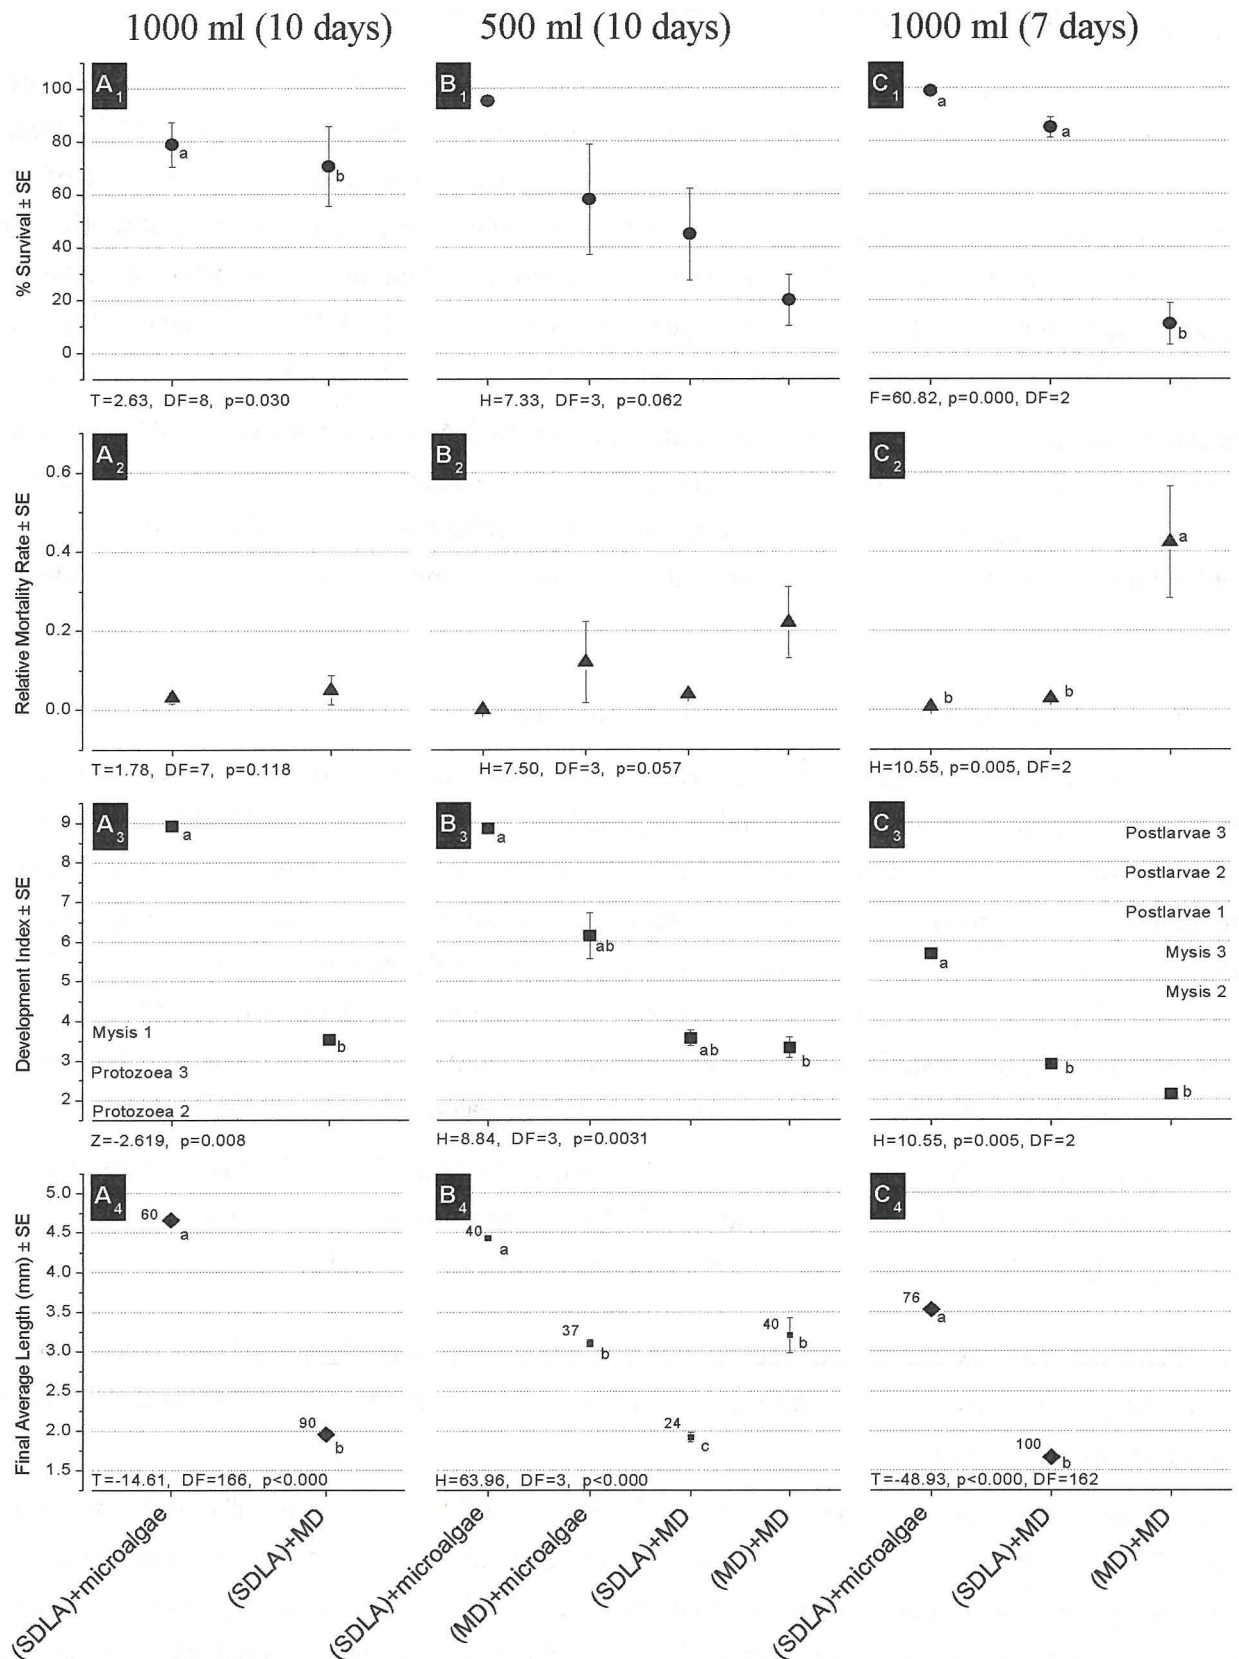 1000 ml (10 days) 500 ml (10 days) 1000 ml (7 days)
% Survival ± SE
100
80
60
40
20
0
A1
a
b
T=2.63, DF=8, p=0.030
B1
H=7.33, DF=3, p=0.062
C1
a
a
b
F=60.82, p=0.000, DF=2
Relative Mortality Rate ± SE
0.6
0.4
0.2
0.0
A2
T=1.78, DF=7, p=0.118
B2
H=7.50, DF=3, p=0.057
C2
b
b
a
H=10.55, p=0.005, DF=2
Development Index ± SE
9
8
7
6
5
4
3
2
A3
a
b
Mysis 1
Protozoea 3
Protozoea 2
Z=-2.619, p=0.008
B3
a
ab
ab
b
H=8.84, DF=3, p=0.0031
C3
Postlarvae 3
Postlarvae 2
Postlarvae 1
Mysis 3
Mysis 2
a
b
b
H=10.55, p=0.005, DF=2
Final Average Length (mm) ± SE
5.0
4.5
4.0
3.5
3.0
2.5
2.0
1.5
A4
60
a
90
b
T=-14.61, DF=166, p<0.000
B4
40
a
37
b
24
c
40
b
H=63.96, DF=3, p<0.000
C4
76
a
100
b
T=-48.93, p<0.000, DF=162
(SDLA)+microalgae
(SDLA)+MD
(SDLA)+microalgae
(MD)+microalgae
(SDLA)+MD
(MD)+MD
(SDLA)+microalgae
(SDLA)+MD
(MD)+MD